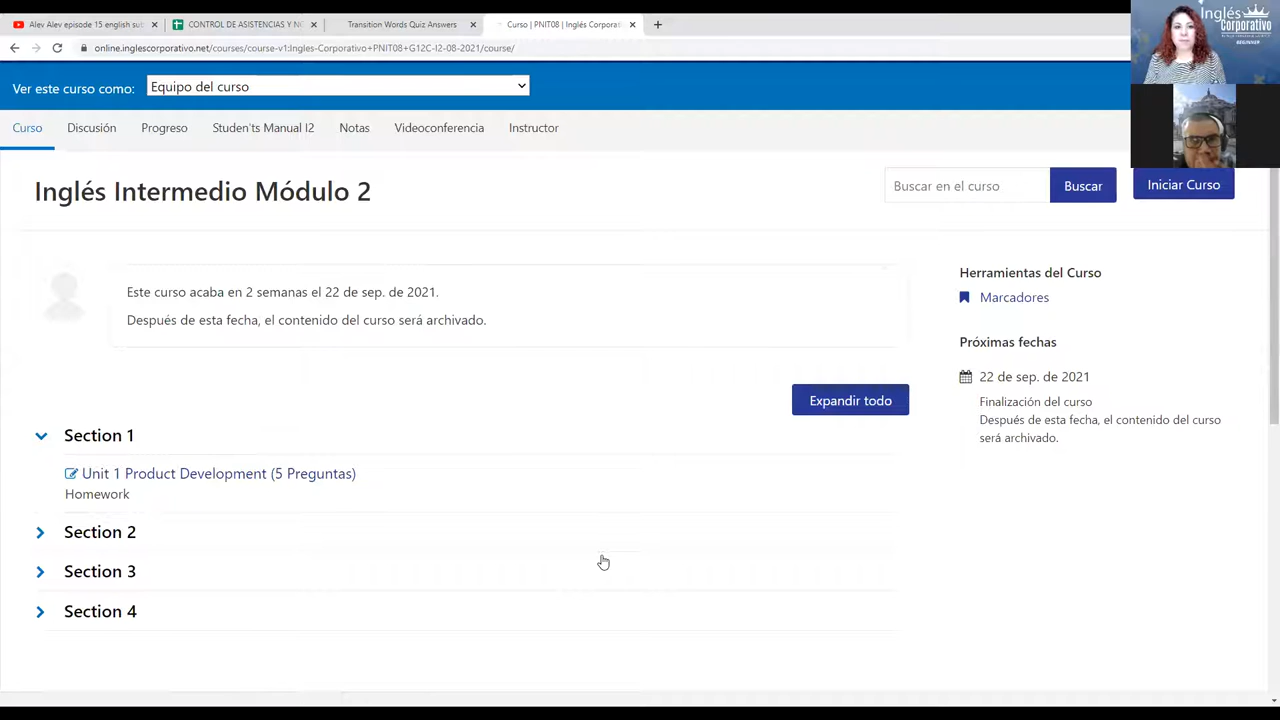 Alev Alev episode 15 english sub
CONTROL DE ASISTENCIAS Y NO
Transition Words Quiz Answers
Curso | PNIT08 | Inglés Corporati
online.inglescorporativo.net/courses/course-v1:Ingles-Corporativo+PNIT08+G12C-I2-08-2021/course/
Inglés
Corporativo
BEGINNER
Ver este curso como:
Equipo del curso
Curso
Discusión
Progreso
Studen'ts Manual I2
Notas
Videoconferencia
Instructor
Inglés Intermedio Módulo 2
Buscar en el curso
Buscar
Iniciar Curso
Este curso acaba en 2 semanas el 22 de sep. de 2021.
Después de esta fecha, el contenido del curso será archivado.
Herramientas del Curso
Marcadores
Próximas fechas
22 de sep. de 2021
Finalización del curso
Después de esta fecha, el contenido del curso
será archivado.
Expandir todo
Section 1
Unit 1 Product Development (5 Preguntas)
Homework
Section 2
Section 3
Section 4